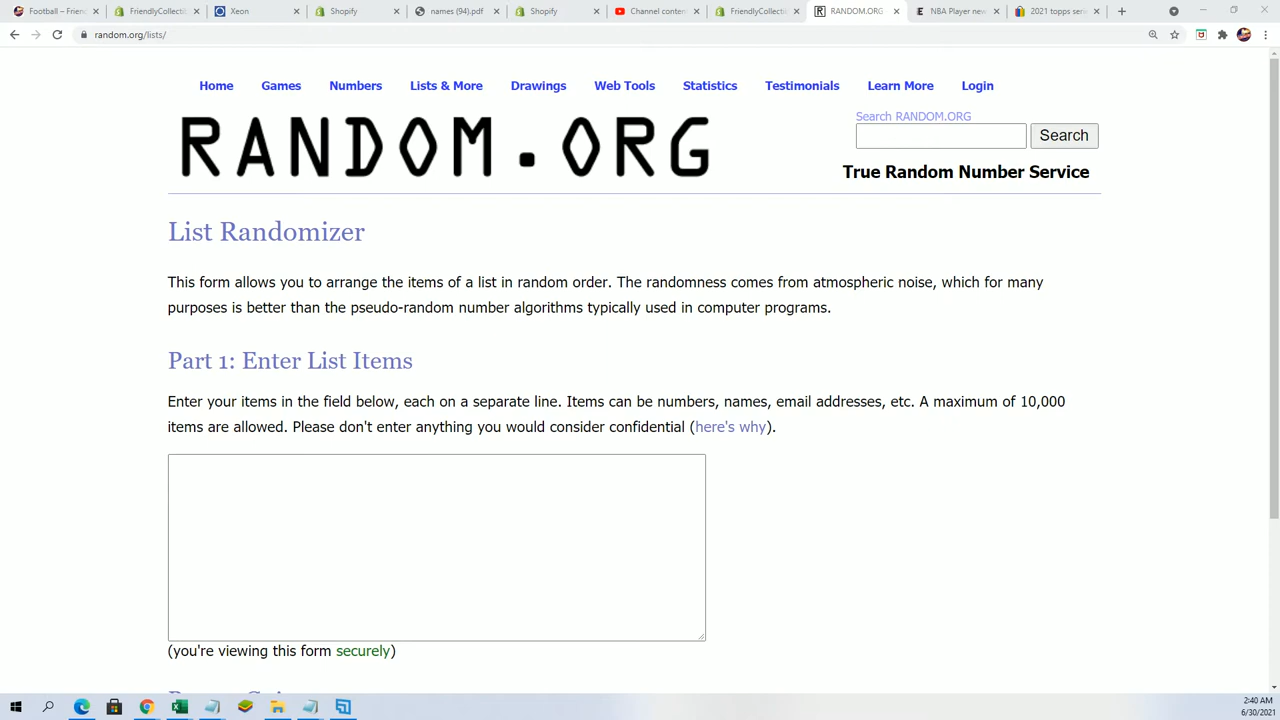 Football – Frien
FriendlyCollecti
Xeon
Shopify
names (94).pdf
Shopify
Channel conten
FriendlyCollecti
RANDOM.ORG
NBA Player new
2021 topps seri
random.org/lists/
Home Games Numbers Lists & More Drawings Web Tools Statistics Testimonials Learn More Login
RANDOM.ORG
Search RANDOM.ORG
Search
True Random Number Service
List Randomizer
This form allows you to arrange the items of a list in random order. The randomness comes from atmospheric noise, which for many
purposes is better than the pseudo-random number algorithms typically used in computer programs.
Part 1: Enter List Items
Enter your items in the field below, each on a separate line. Items can be numbers, names, email addresses, etc. A maximum of 10,000
items are allowed. Please don't enter anything you would consider confidential (here's why).
(you're viewing this form securely)
2:40 AM
6/30/2021